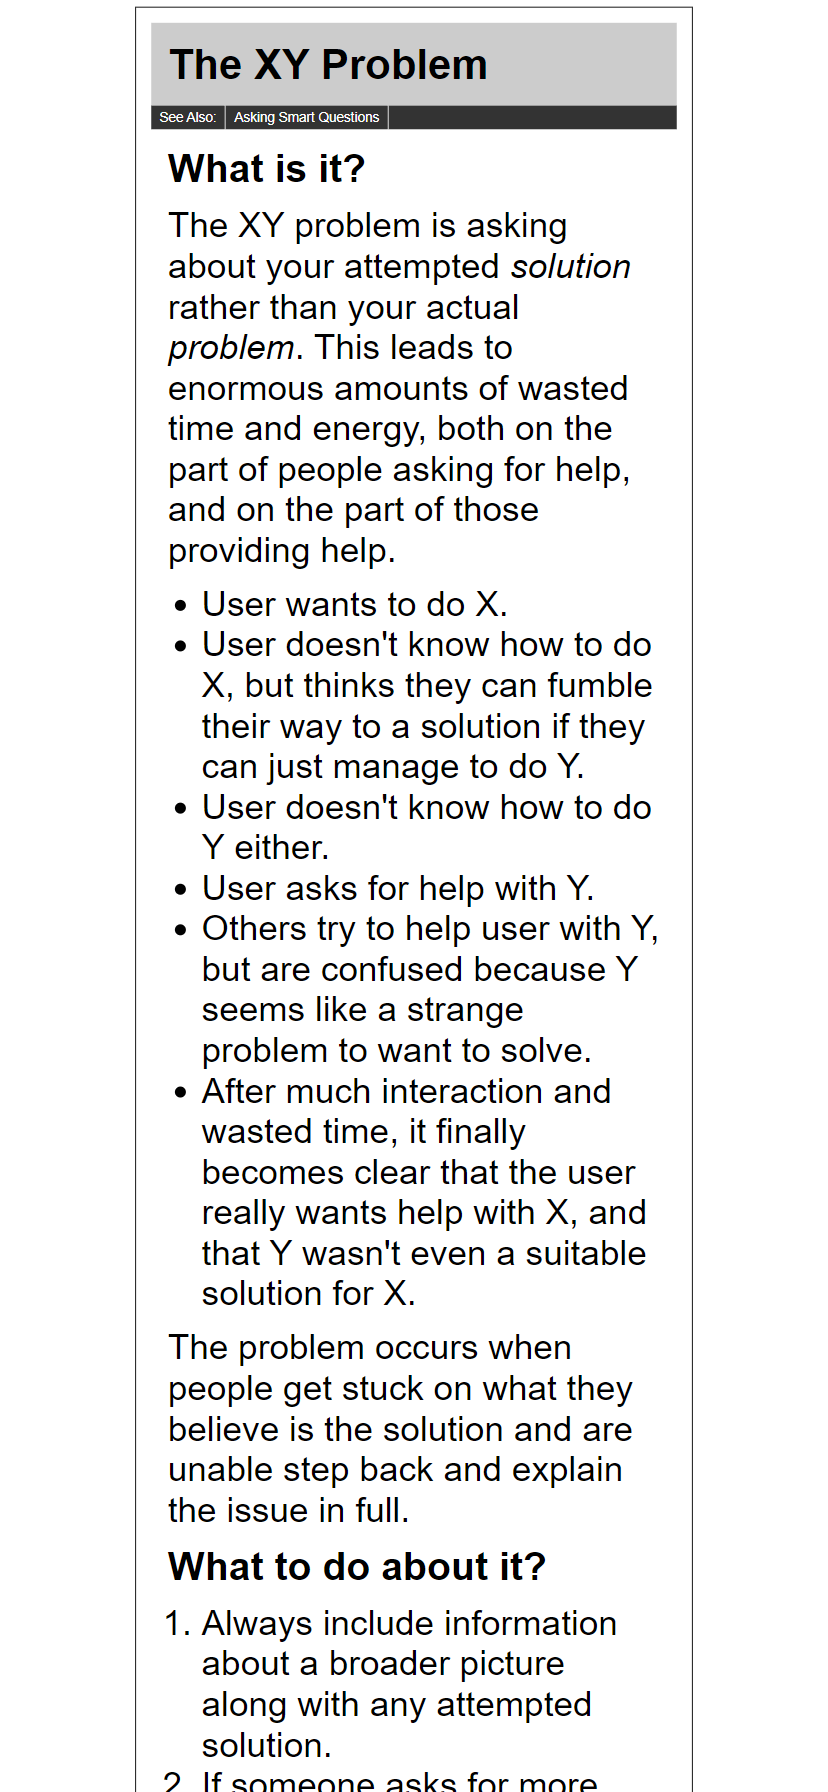 The XY Problem
See Also: Asking Smart Questions
What is it?
The XY problem is asking
about your attempted solution
rather than your actual
problem. This leads to
enormous amounts of wasted
time and energy, both on the
part of people asking for help,
and on the part of those
providing help.
• User wants to do X.
• User doesn't know how to do
X, but thinks they can fumble
their way to a solution if they
can just manage to do Y.
• User doesn't know how to do
Y either.
• User asks for help with Y.
• Others try to help user with Y,
but are confused because Y
seems like a strange
problem to want to solve.
• After much interaction and
wasted time, it finally
becomes clear that the user
really wants help with X, and
that Y wasn't even a suitable
solution for X.
The problem occurs when
people get stuck on what they
believe is the solution and are
unable step back and explain
the issue in full.
What to do about it?
1. Always include information
about a broader picture
along with any attempted
solution.
2. If someone asks for more